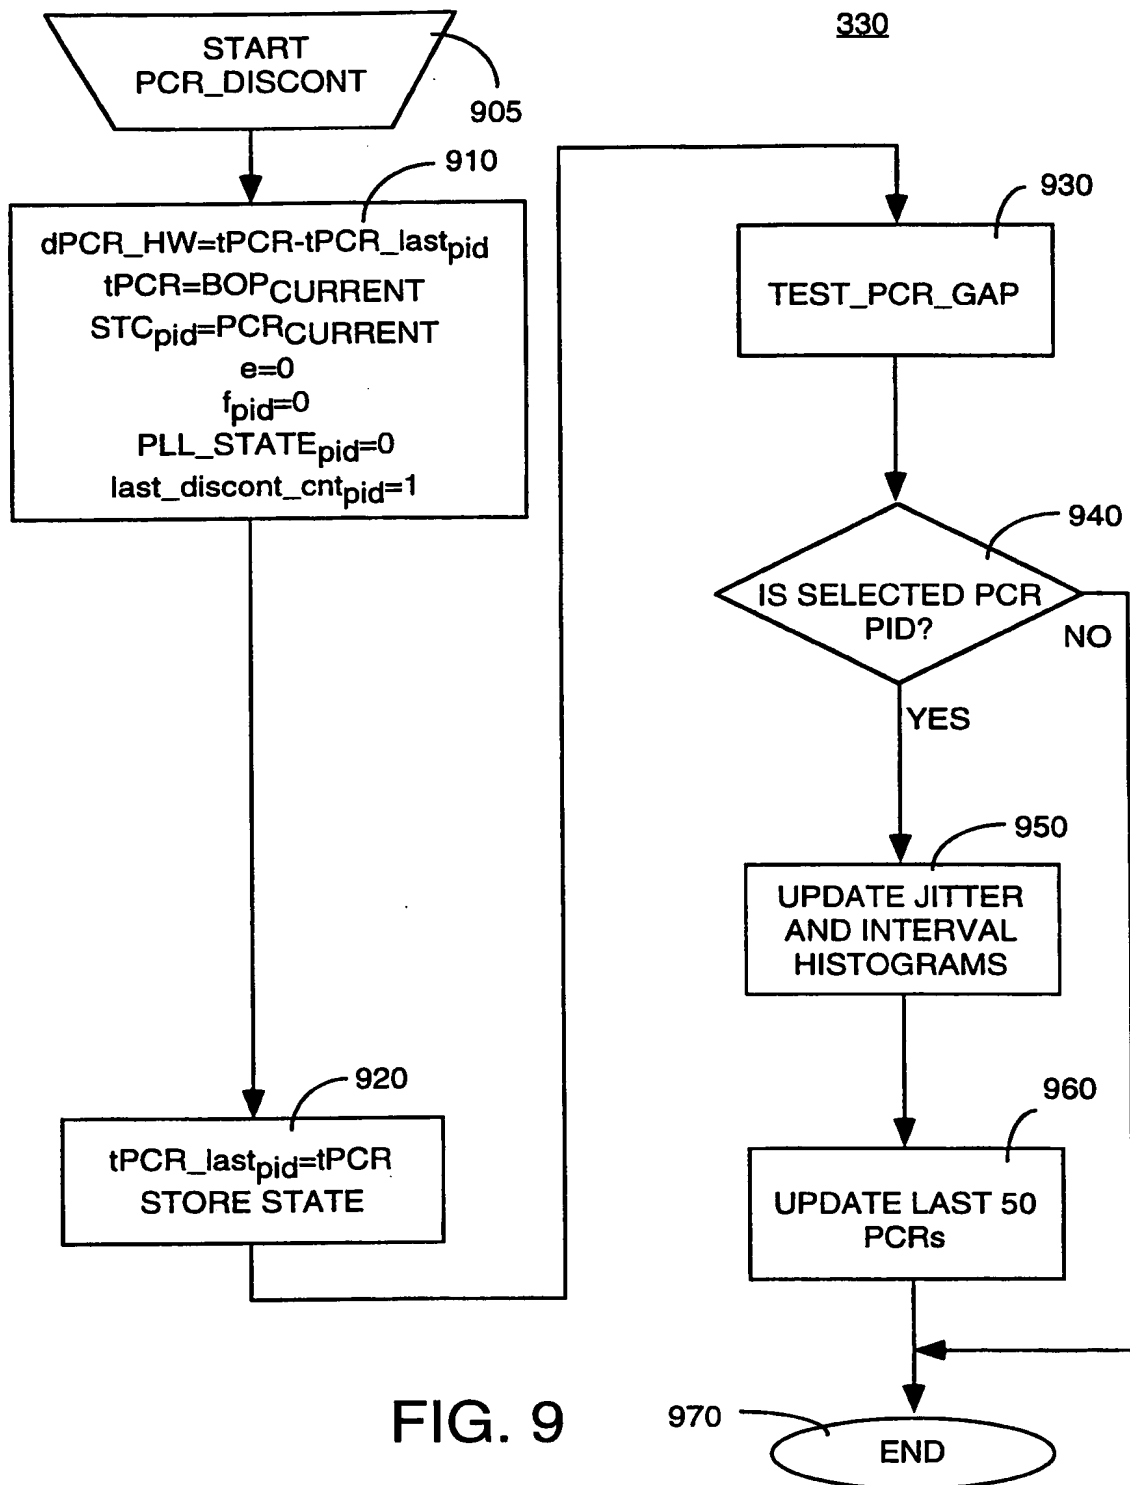 330
START
PCR_DISCONT
905
910
dPCR_HW=tPCR-tPCR_lastpid
tPCR=BOPCURRENT
STCpid=PCRCURRENT
e=0
fpid=0
PLL_STATEpid=0
last_discont_cntpid=1
920
tPCR_lastpid=tPCR
STORE STATE
930
TEST_PCR_GAP
940
IS SELECTED PCR
PID?
NO
YES
950
UPDATE JITTER
AND INTERVAL
HISTOGRAMS
960
UPDATE LAST 50
PCRs
970
END
FIG. 9